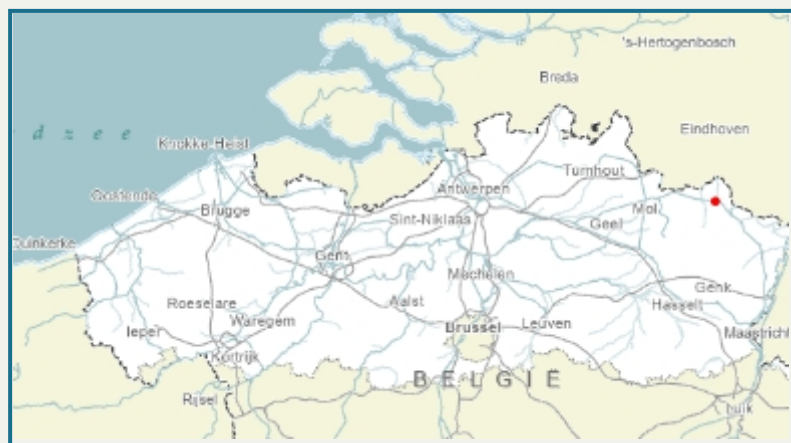 's-Hertogenbosch
Breda
d z e e
Eindhoven
Knokke-Heist
Turnhout
Antwerpen
Oostende
Brugge
Sint-Niklaas
Mol
Geel
Duinkerke
Gent
Mechelen
Genk
Roeselare
Aalst
Hasselt
Ieper
Waregem
Brussel
Leuven
Maastricht
Kortrijk
BELGIË
Rijsel
Luik